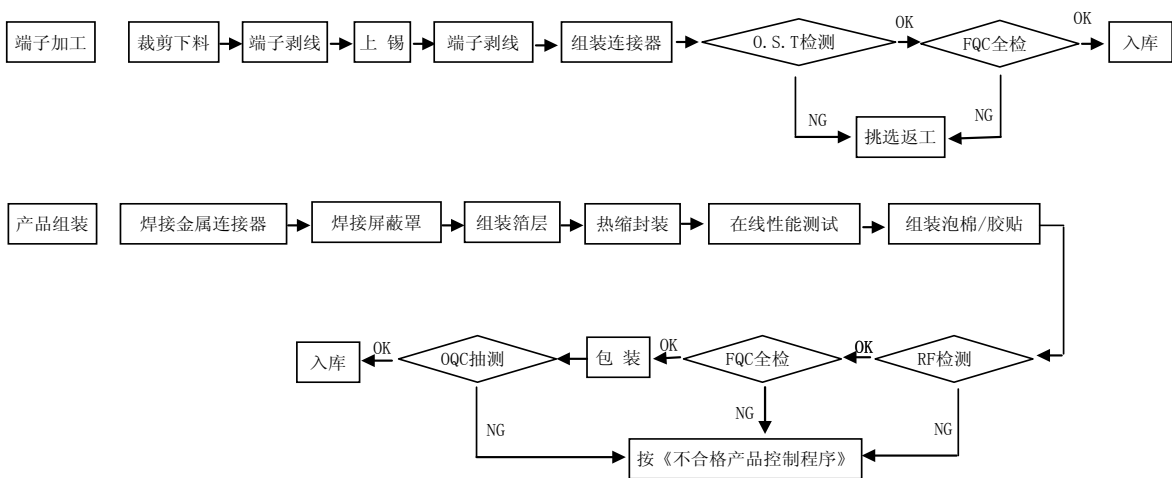 端子加工
裁剪下料
端子剥线
上 锡
端子剥线
组装连接器
O.S.T检测
OK
FQC全检
OK
入库
NG
NG
挑选返工
产品组装
焊接金属连接器
焊接屏蔽罩
组装箔层
热缩封装
在线性能测试
组装泡棉/胶贴
入库
OK
OQC抽测
包 装
OK
FQC全检
OK
RF检测
NG
NG
NG
按《不合格产品控制程序》